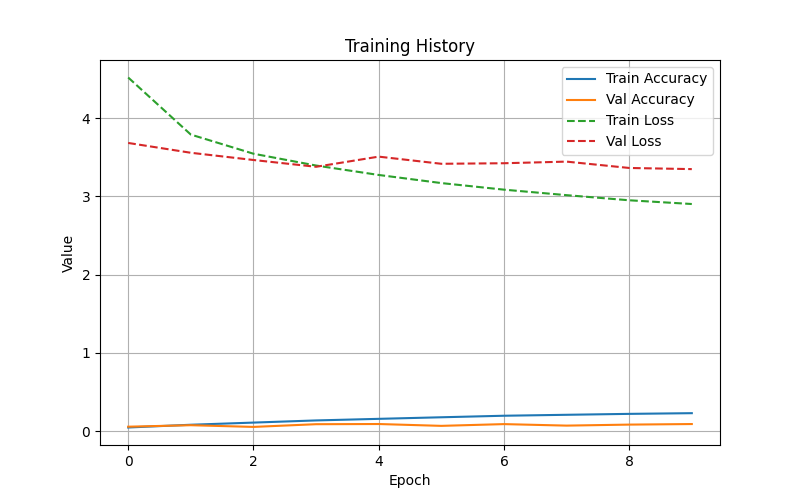 Training History
Train Accuracy
Val Accuracy
Train Loss
Val Loss
4
3
2
1
0
Value
0 2 4 6 8
Epoch